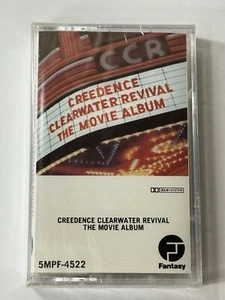 CCR
CREEDENCE
CLEARWATER REVIVAL
THE MOVIE ALBUM
DOLBY SYSTEM
CREEDENCE CLEARWATER REVIVAL
THE MOVIE ALBUM
5MPF-4522
Fantasy